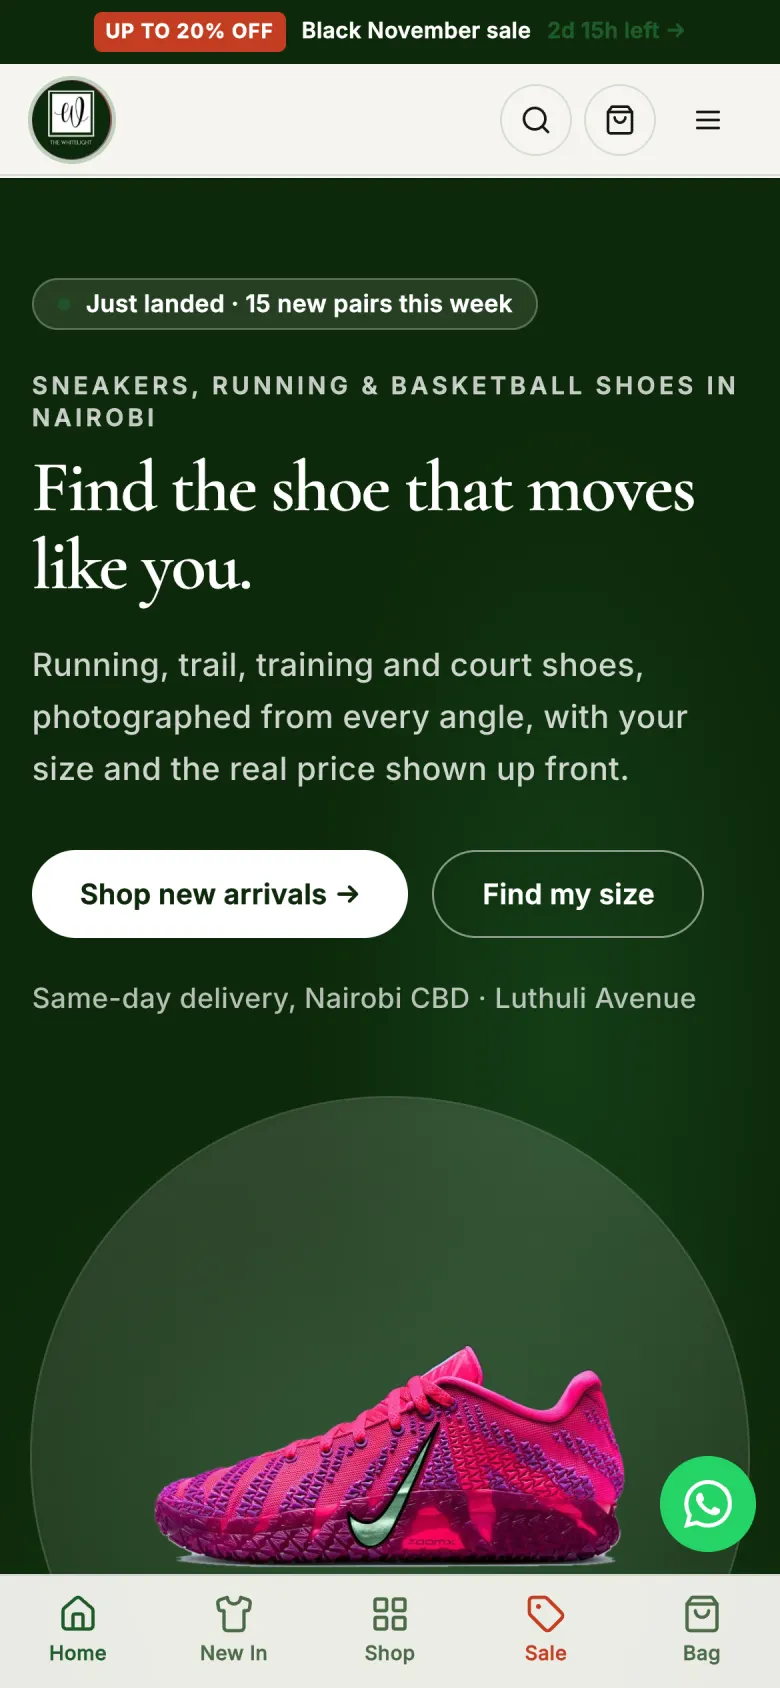 UP TO 20% OFF Black November sale 2d 15h left →
THE WHITELIGHT
Just landed · 15 new pairs this week
SNEAKERS, RUNNING & BASKETBALL SHOES IN
NAIROBI
Find the shoe that moves
like you.
Running, trail, training and court shoes,
photographed from every angle, with your
size and the real price shown up front.
Shop new arrivals → Find my size
Same-day delivery, Nairobi CBD · Luthuli Avenue
Home New In Shop Sale Bag